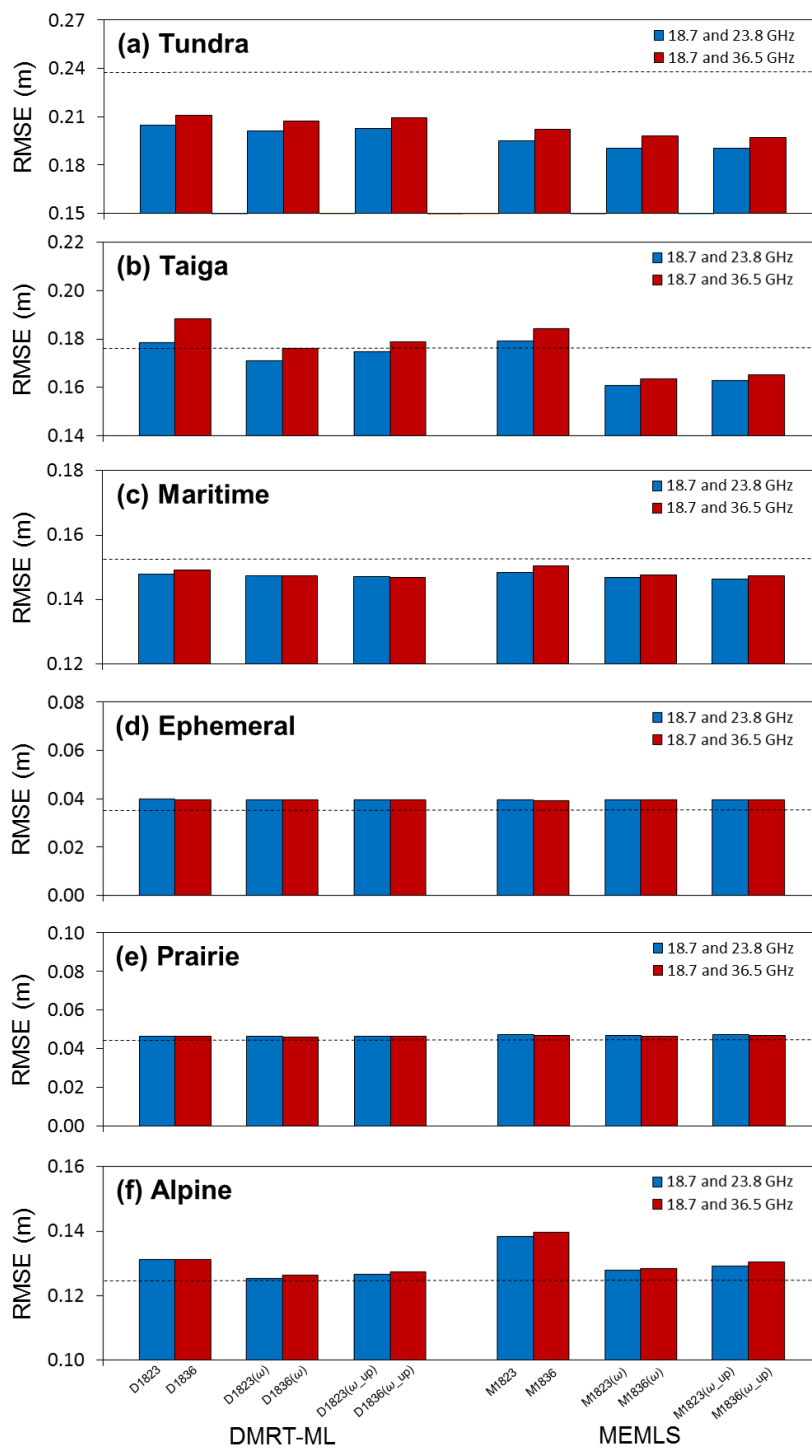 (a) Tundra
18.7 and 23.8 GHz
18.7 and 36.5 GHz
RMSE (m)
0.27
0.24
0.21
0.18
0.15
(b) Taiga
18.7 and 23.8 GHz
18.7 and 36.5 GHz
RMSE (m)
0.22
0.20
0.18
0.16
0.14
(c) Maritime
18.7 and 23.8 GHz
18.7 and 36.5 GHz
RMSE (m)
0.18
0.16
0.14
0.12
(d) Ephemeral
18.7 and 23.8 GHz
18.7 and 36.5 GHz
RMSE (m)
0.08
0.06
0.04
0.02
0.00
(e) Prairie
18.7 and 23.8 GHz
18.7 and 36.5 GHz
RMSE (m)
0.10
0.08
0.06
0.04
0.02
0.00
(f) Alpine
18.7 and 23.8 GHz
18.7 and 36.5 GHz
RMSE (m)
0.16
0.14
0.12
0.10
D1823
D1836
D1823(ω)
D1836(ω)
D1823(ω_up)
D1836(ω_up)
M1823
M1836
M1823(ω)
M1836(ω)
M1823(ω_up)
M1836(ω_up)
DMRT-ML
MEMLS